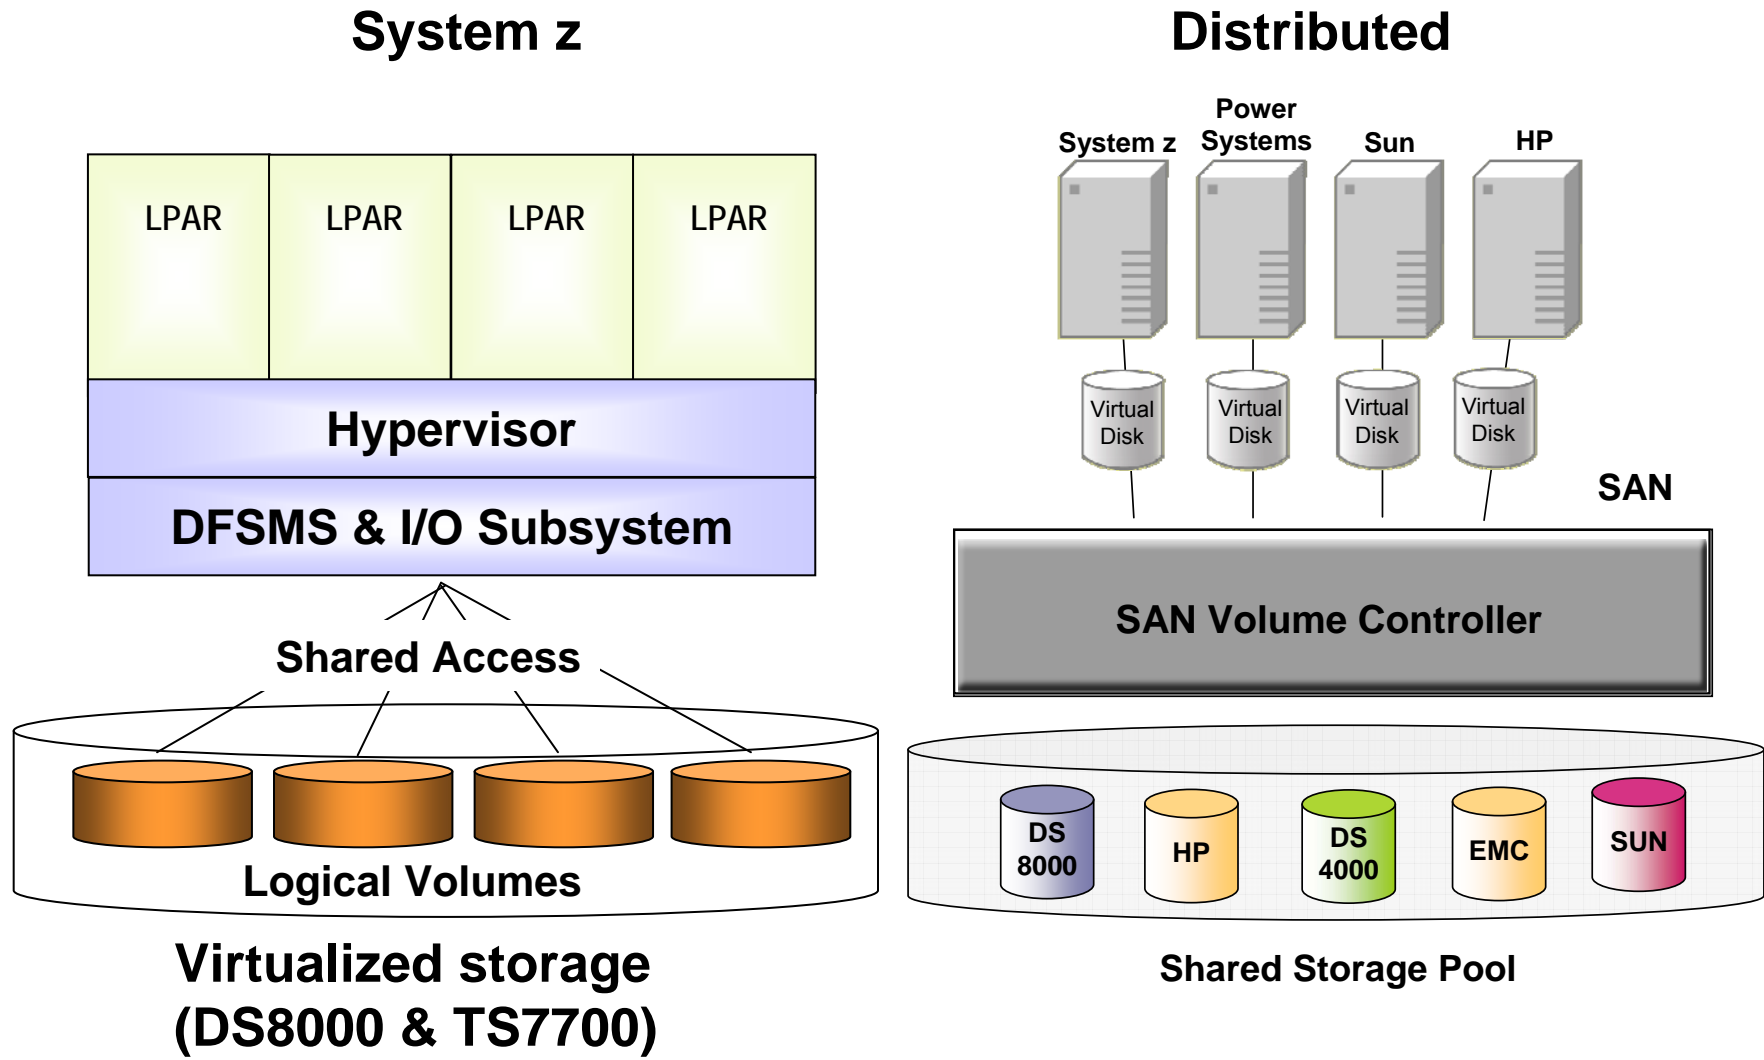 System z
LPAR
LPAR
LPAR
LPAR
Hypervisor
DFSMS & I/O Subsystem
Shared Access
Logical Volumes
Virtualized storage
(DS8000 & TS7700)
Distributed
System z
Power
Systems
Sun
HP
Virtual
Disk
Virtual
Disk
Virtual
Disk
Virtual
Disk
SAN
SAN Volume Controller
DS
8000
HP
DS
4000
EMC
SUN
Shared Storage Pool